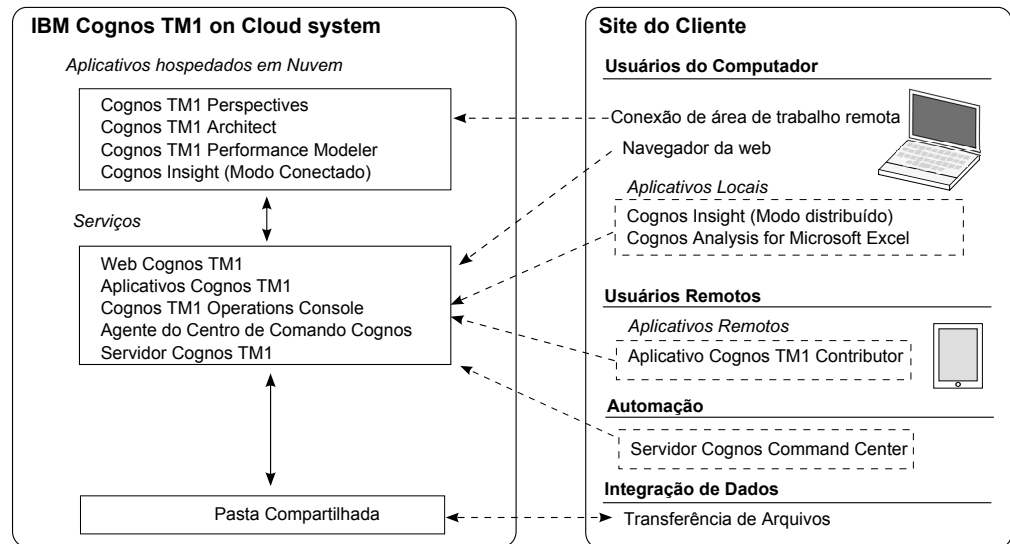 IBM Cognos TM1 on Cloud system
Aplicativos hospedados em Nuvem
Cognos TM1 Perspectives
Cognos TM1 Architect
Cognos TM1 Performance Modeler
Cognos Insight (Modo Conectado)
Serviços
Web Cognos TM1
Aplicativos Cognos TM1
Cognos TM1 Operations Console
Agente do Centro de Comando Cognos
Servidor Cognos TM1
Pasta Compartilhada
Site do Cliente
Usuários do Computador
Conexão de área de trabalho remota
Navegador da web
Aplicativos Locais
Cognos Insight (Modo distribuído)
Cognos Analysis for Microsoft Excel
Usuários Remotos
Aplicativos Remotos
Aplicativo Cognos TM1 Contributor
Automação
Servidor Cognos Command Center
Integração de Dados
Transferência de Arquivos